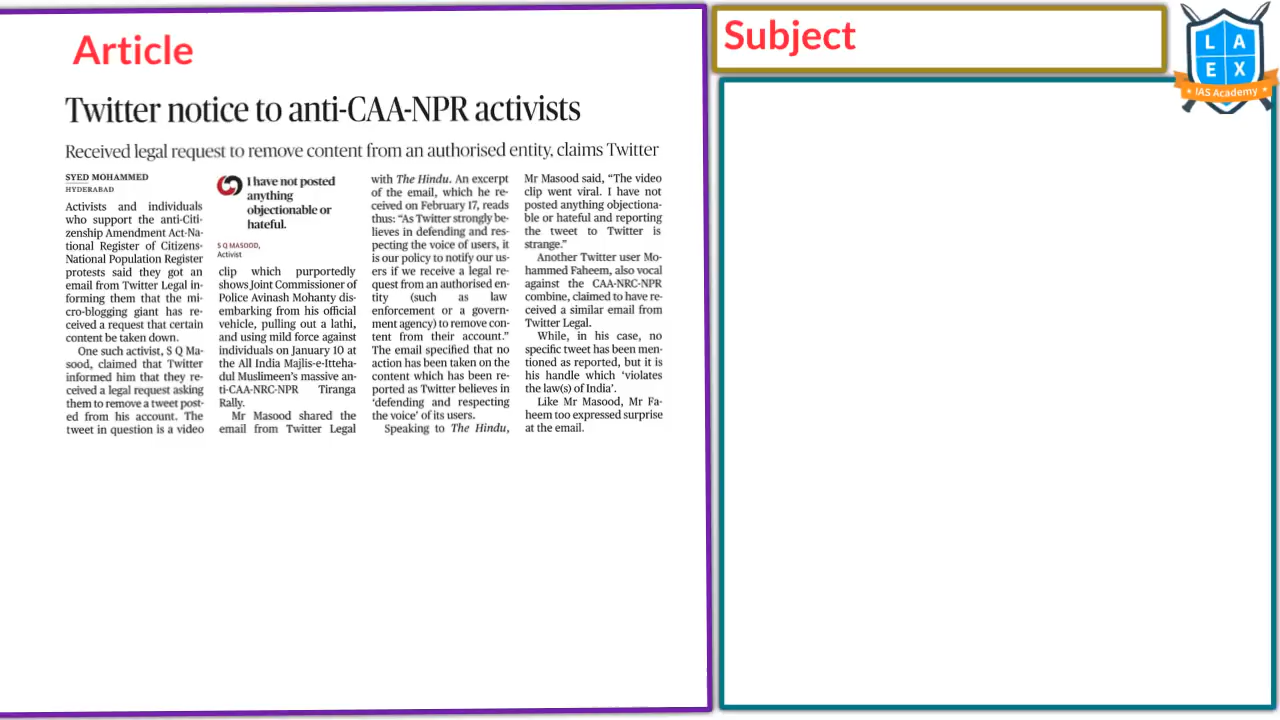 Article
Twitter notice to anti-CAA-NPR activists
Received legal request to remove content from an authorised entity, claims Twitter
SYED MOHAMMED
HYDERABAD
Activists and individuals
who support the anti-Citi-
zenship Amendment Act-Na-
tional Register of Citizens-
National Population Register
protests said they got an
email from Twitter Legal in-
forming them that the mi-
cro-blogging giant has re-
ceived a request that certain
content be taken down.
One such activist, S Q Ma-
sood, claimed that Twitter
informed him that they re-
ceived a legal request asking
them to remove a tweet post-
ed from his account. The
tweet in question is a video
I have not posted
anything
objectionable or
hateful.
S Q MASOOD,
Activist
clip which purportedly
shows Joint Commissioner of
Police Avinash Mohanty dis-
embarking from his official
vehicle, pulling out a lathi,
and using mild force against
individuals on January 10 at
the All India Majlis-e-Itteha-
dul Muslimeen's massive an-
ti-CAA-NRC-NPR Tiranga
Rally.
Mr Masood shared the
email from Twitter Legal
with The Hindu. An excerpt
of the email, which he re-
ceived on February 17, reads
thus: “As Twitter strongly be-
lieves in defending and res-
pecting the voice of users, it
is our policy to notify our us-
ers if we receive a legal re-
quest from an authorised en-
tity (such as law
enforcement or a govern-
ment agency) to remove con-
tent from their account.”
The email specified that no
action has been taken on the
content which has been re-
ported as Twitter believes in
‘defending and respecting
the voice’ of its users.
Speaking to The Hindu,
Mr Masood said, “The video
clip went viral. I have not
posted anything objectiona-
ble or hateful and reporting
the tweet to Twitter is
strange.”
Another Twitter user Mo-
hammed Faheem, also vocal
against the CAA-NRC-NPR
combine, claimed to have re-
ceived a similar email from
Twitter Legal.
While, in his case, no
specific tweet has been men-
tioned as reported, but it is
his handle which ‘violates
the law(s) of India’.
Like Mr Masood, Mr Fa-
heem too expressed surprise
at the email.
Subject
L A
E X
IAS Academy